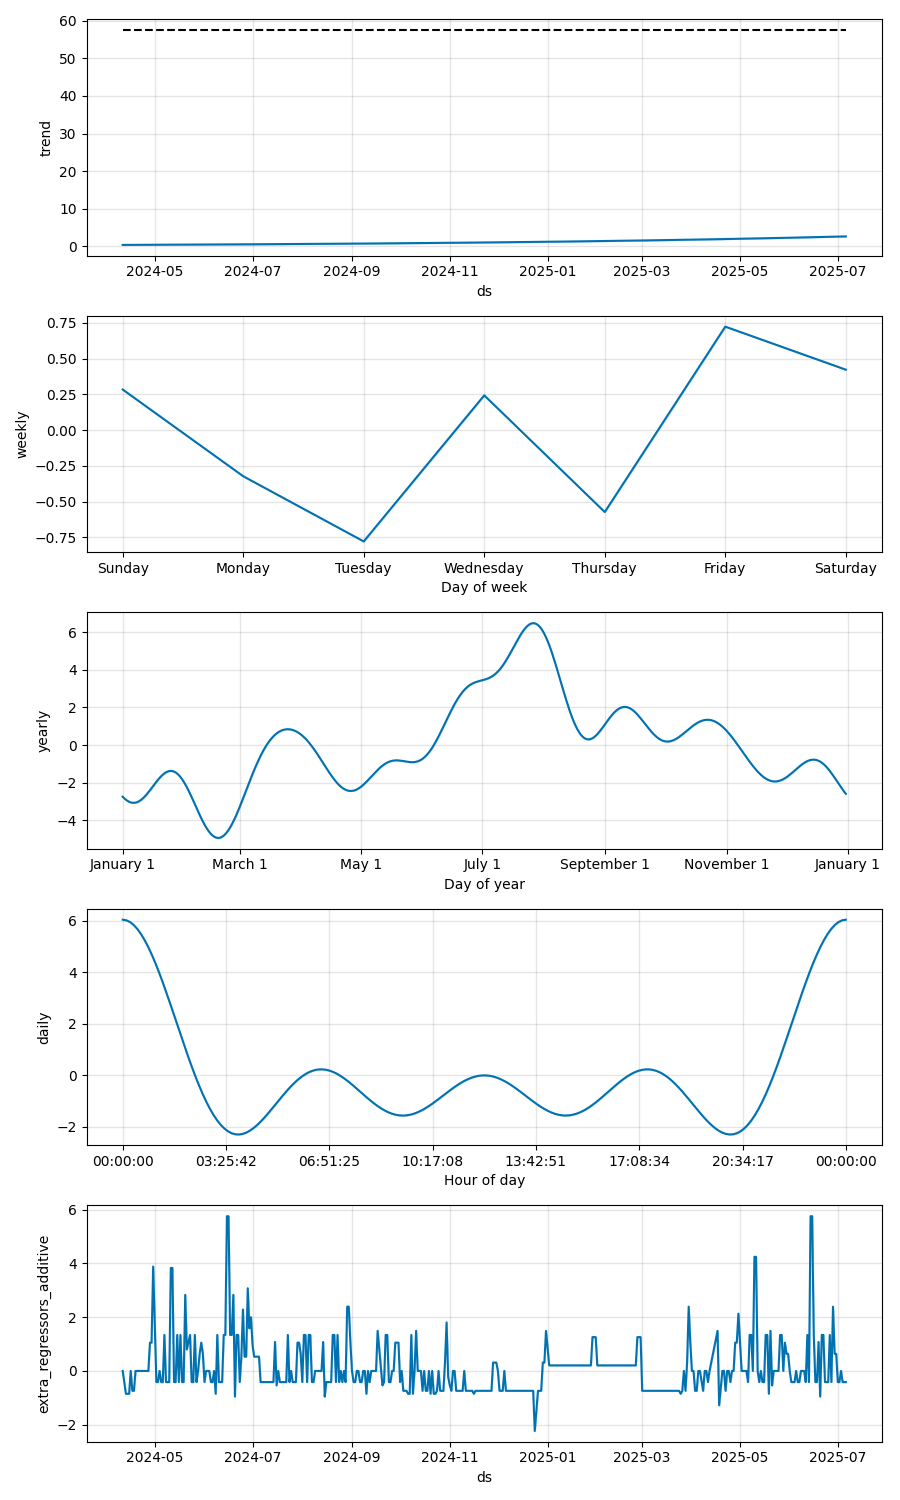 60
50
40
30
20
10
0
trend
2024-05 2024-07 2024-09 2024-11 2025-01 2025-03 2025-05 2025-07
ds
0.75
0.50
0.25
0.00
−0.25
−0.50
−0.75
weekly
Sunday Monday Tuesday Wednesday Thursday Friday Saturday
Day of week
6
4
2
0
−2
−4
yearly
January 1 March 1 May 1 July 1 September 1 November 1 January 1
Day of year
6
4
2
0
−2
daily
00:00:00 03:25:42 06:51:25 10:17:08 13:42:51 17:08:34 20:34:17 00:00:00
Hour of day
6
4
2
0
−2
extra_regressors_additive
2024-05 2024-07 2024-09 2024-11 2025-01 2025-03 2025-05 2025-07
ds